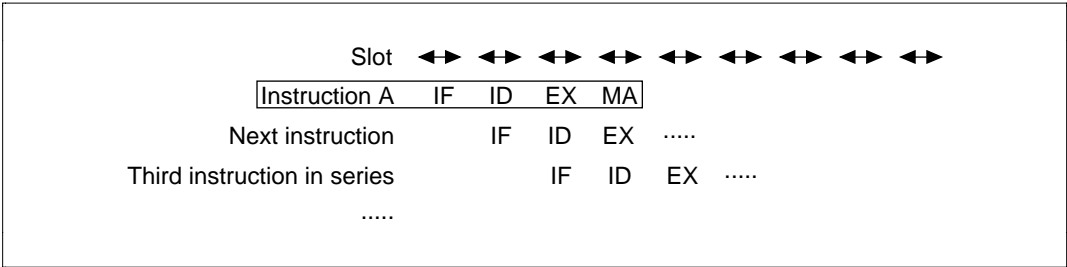 Slot
Instruction A IF ID EX MA
Next instruction IF ID EX .....
Third instruction in series IF ID EX .....
.....